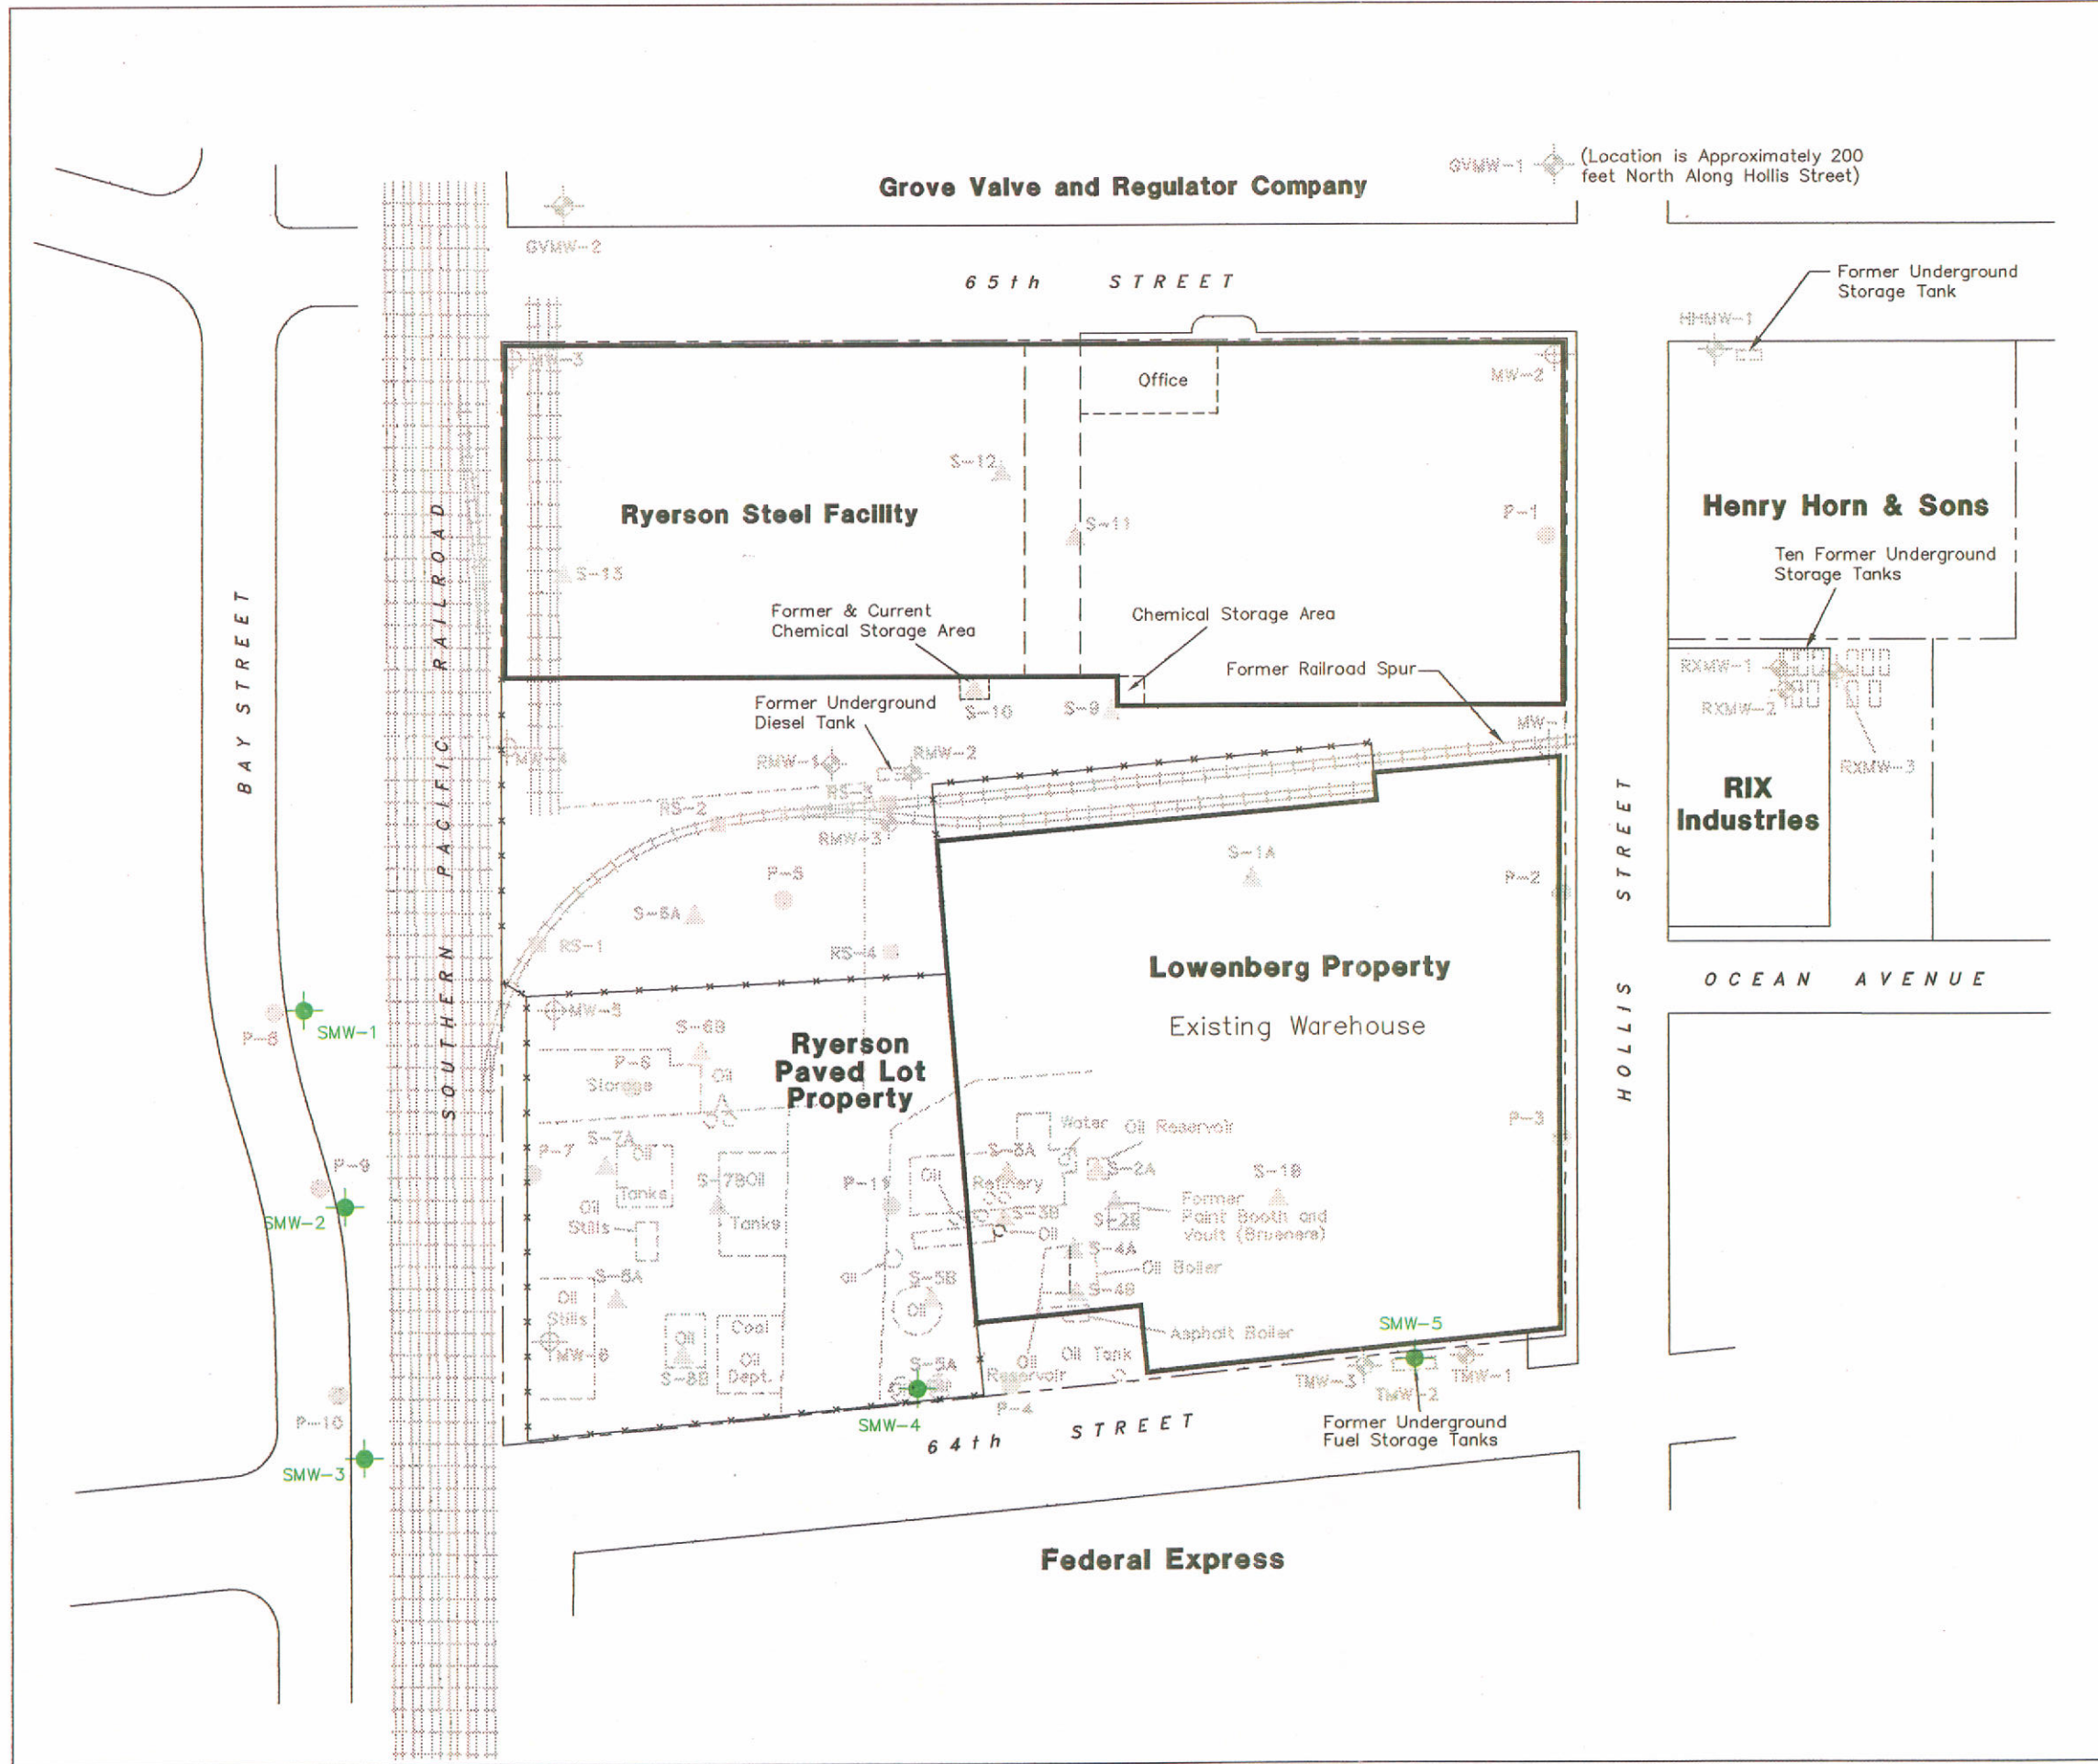 GVMW-1
(Location is Approximately 200
feet North Along Hollis Street)
Grove Valve and Regulator Company
GVMW-2
65th STREET
Former Underground
Storage Tank
HHMW-1
MW-3
Office
MW-2
S-12
Ryerson Steel Facility
S-11
P-1
Henry Horn & Sons
S-13
Ten Former Underground
Storage Tanks
Former & Current
Chemical Storage Area
Chemical Storage Area
Former Railroad Spur
RXMW-1
RXMW-2
RXMW-3
RIX
Industries
BAY STREET
SOUTHERN PACIFIC RAILROAD
HOLLIS STREET
Former Underground
Diesel Tank
S-10
S-9
MW-
MW-4
RMW-1
RMW-2
RS-3
RS-2
RMW-3
S-1A
P-2
P-5
S-6A
RS-1
RS-4
Lowenberg Property
Existing Warehouse
OCEAN AVENUE
P-8
SMW-1
MW-5
S-6B
Ryerson
Paved Lot
Property
P-6
Storage
Oil
Water
Oil Reservoir
P-3
S-7A
P-7
Oil
Tanks
S-7B
Oil
Tanks
P-11
Oil
S-3A
Refinery
S-2A
S-1B
P-9
SMW-2
Oil
Stills
S-3B
Oil
S-2B
Former
Paint Booth and
Vault (Brueners)
S-4A
Oil Boiler
S-8A
Oil
Stills
Oil
S-5B
Oil
S-4B
MW-6
Oil
S-8B
Coal
Oil
Dept.
Asphalt Boiler
SMW-5
S-5A
Oil
Reservoir
Oil Tank
TMW-3
TMW-2
TMW-1
P-10
SMW-4
P-4
64th STREET
Former Underground
Fuel Storage Tanks
SMW-3
Federal Express